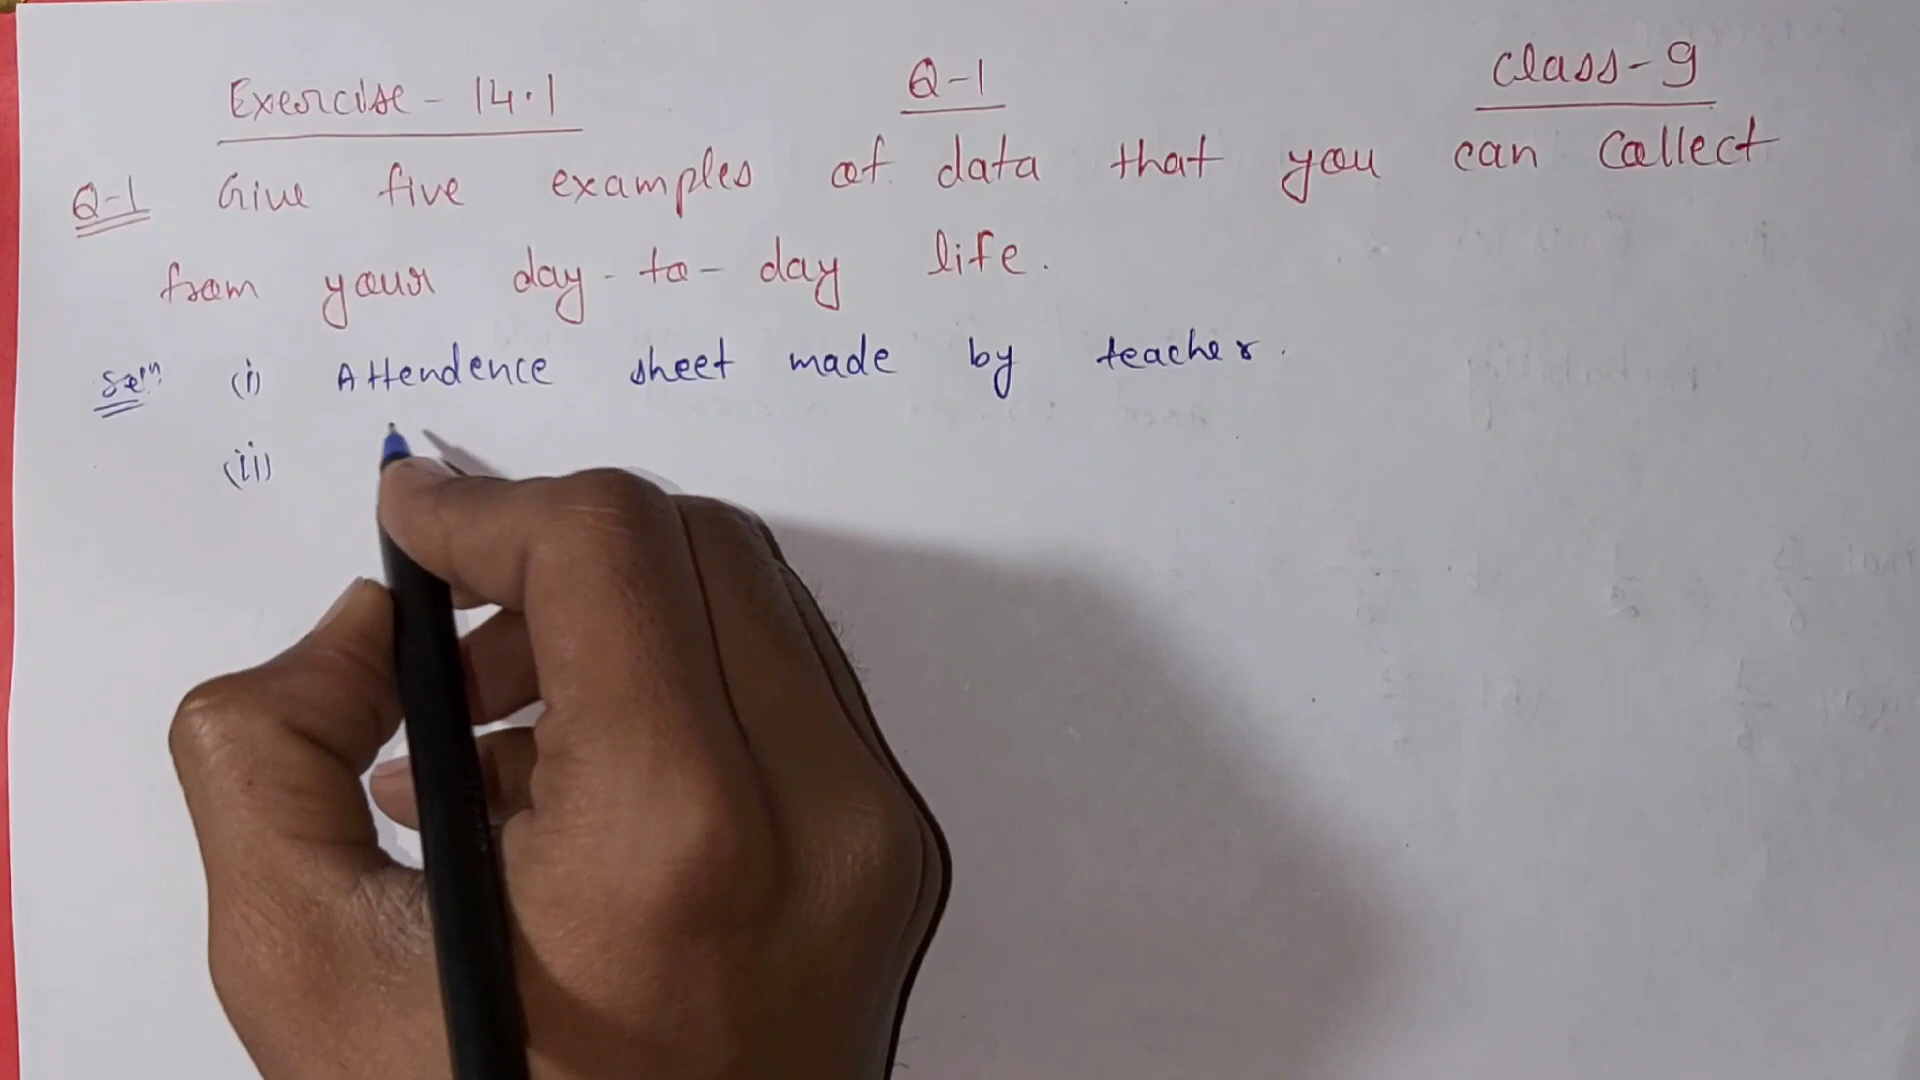 Exercise - 14.1 Q-1 Class-9
Q-1 Give five examples of data that you can collect
from your day-to-day life.
Soln (i) Attendence sheet made by teacher.
(ii)